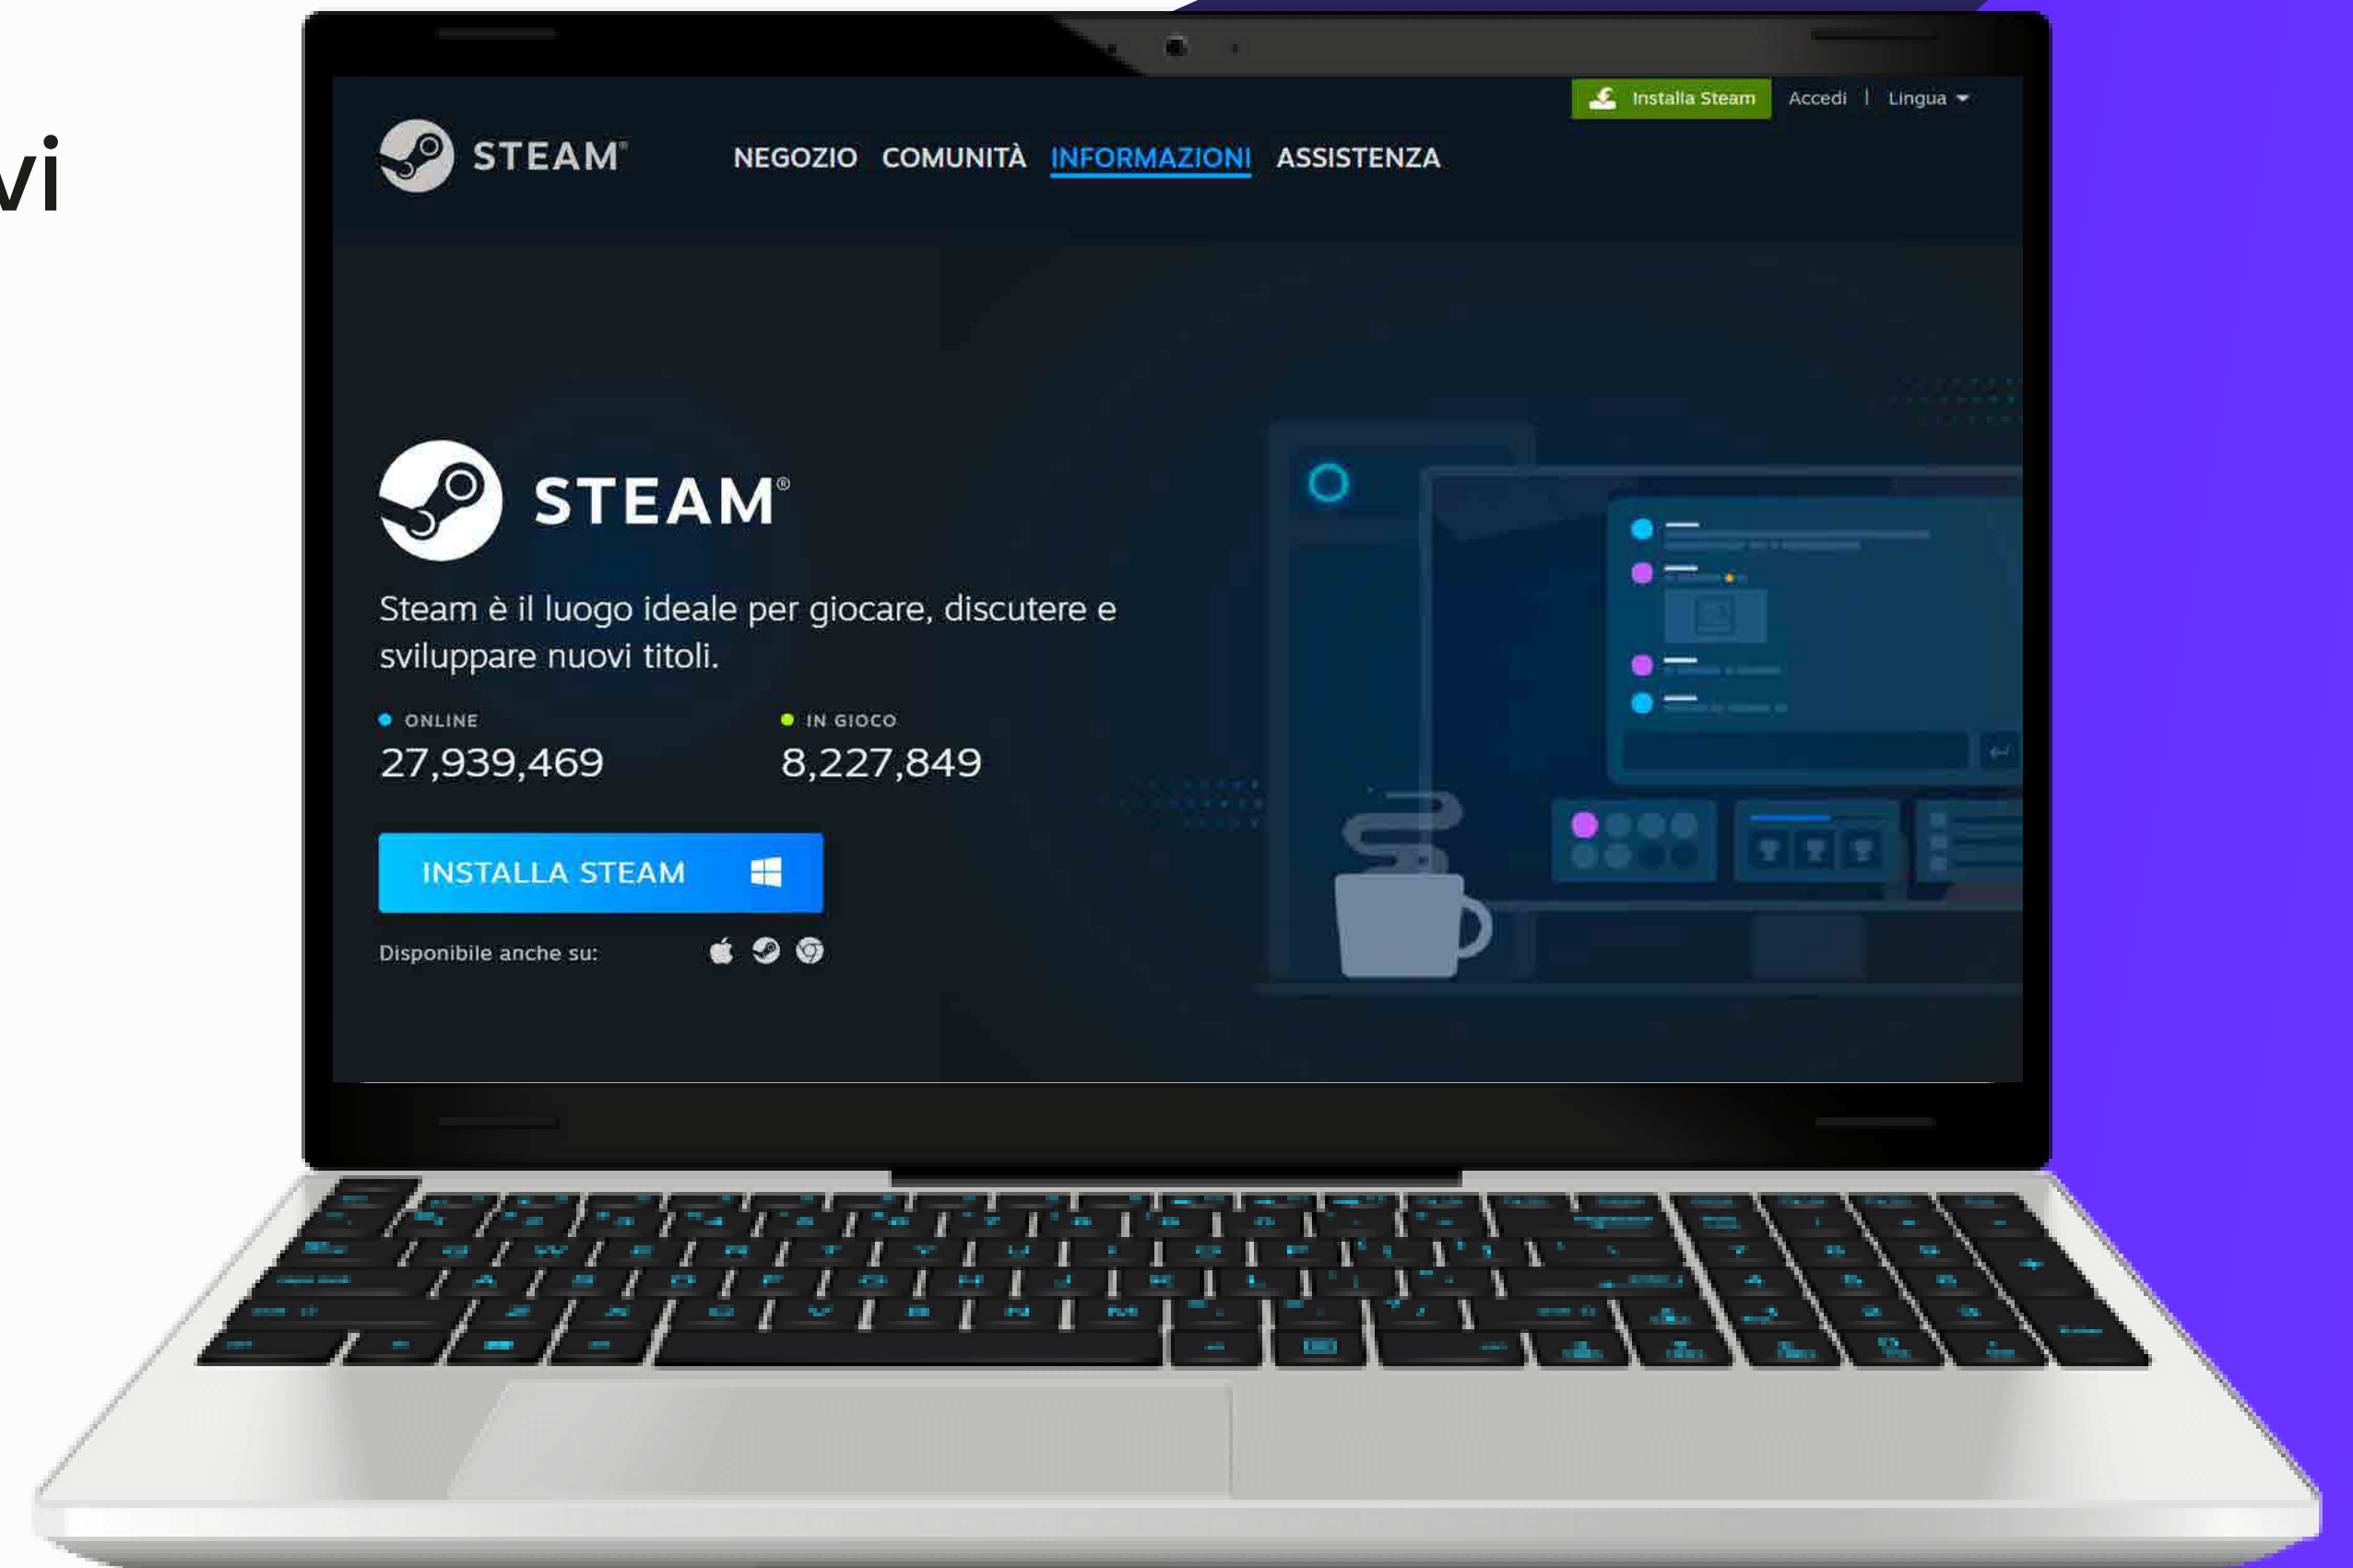 vi
Installa Steam Accedi | Lingua
STEAM®
NEGOZIO COMUNITÀ INFORMAZIONI ASSISTENZA
STEAM®
Steam è il luogo ideale per giocare, discutere e
sviluppare nuovi titoli.
ONLINE
27,939,469
IN GIOCO
8,227,849
INSTALLA STEAM
Disponibile anche su: